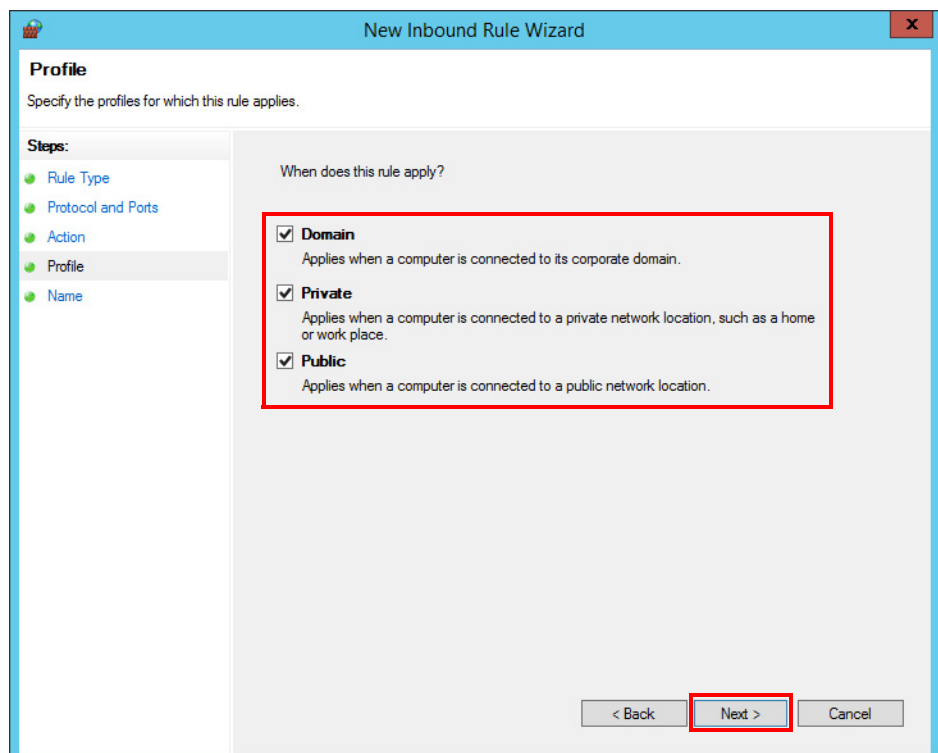 New Inbound Rule Wizard
x
Profile
Specify the profiles for which this rule applies.
Steps:
Rule Type
Protocol and Ports
Action
Profile
Name
When does this rule apply?
Domain
Applies when a computer is connected to its corporate domain.
Private
Applies when a computer is connected to a private network location, such as a home
or work place.
Public
Applies when a computer is connected to a public network location.
< Back
Next >
Cancel